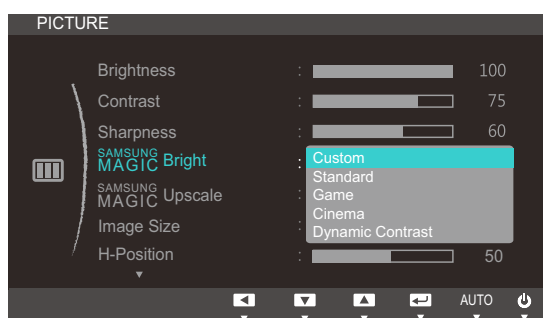 PICTURE
Brightness : 100
Contrast : 75
Sharpness : 60
SAMSUNG MAGIC Bright : Custom
Standard
SAMSUNG MAGIC Upscale : Game
Cinema
Image Size : Dynamic Contrast
H-Position : 50
AUTO